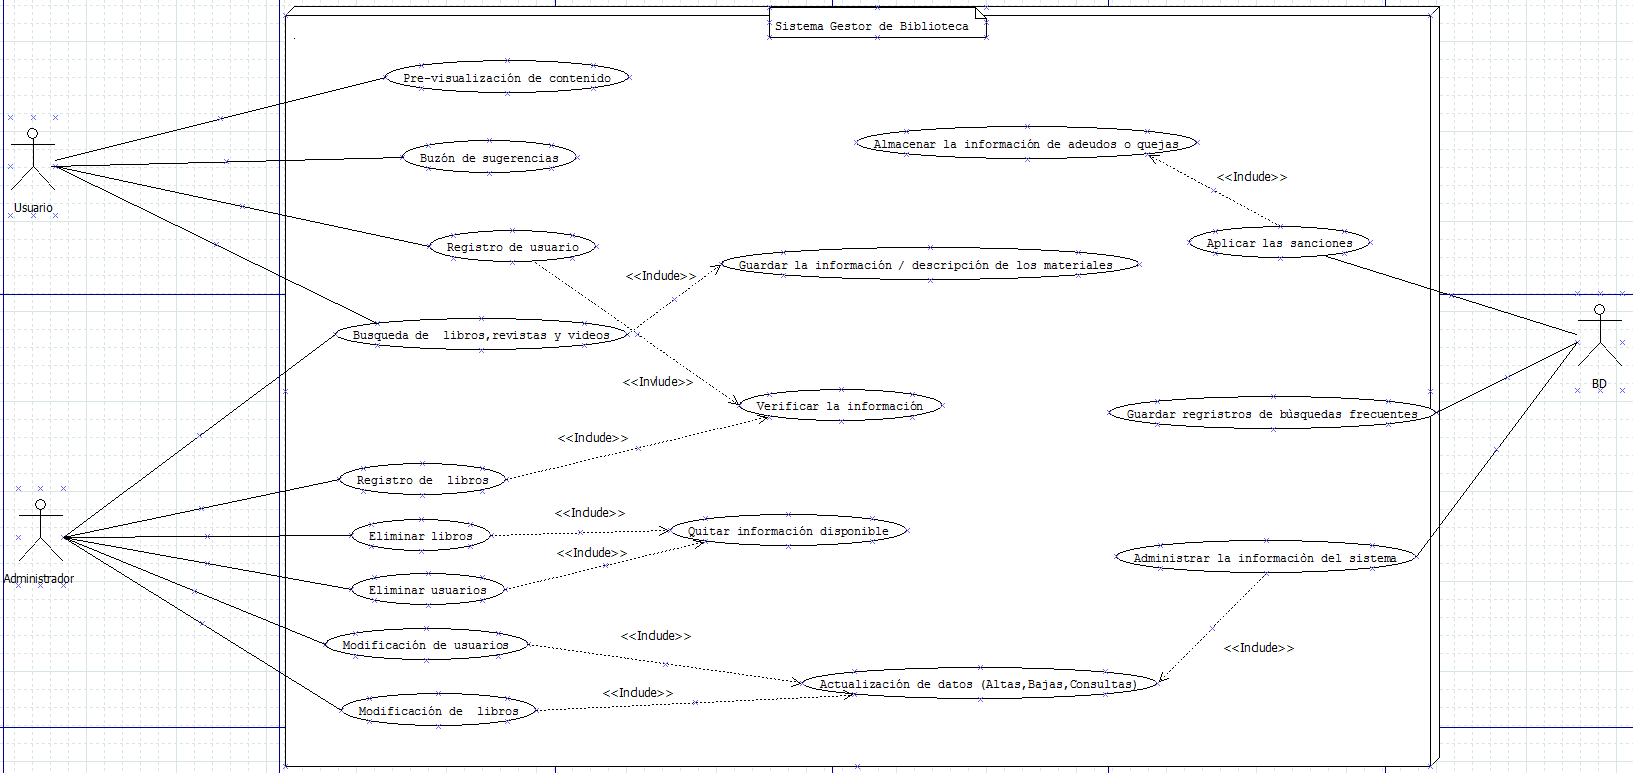 Sistema Gestor de Biblioteca
Pre-visualización de contenido
Almacenar la información de adeudos o quejas
Buzón de sugerencias
<<Include>>
Usuario
Registro de usuario
Aplicar las sanciones
Guardar la información / descripción de los materiales
<<Include>>
Busqueda de  libros,revistas y videos
<<Invlude>>
BD
Verificar la información
Guardar regristros de búsquedas frecuentes
<<Include>>
Registro de  libros
<<Include>>
Eliminar libros
Quitar información disponible
<<Include>>
Administrar la información del sistema
Administrador
Eliminar usuarios
<<Include>>
Modificación de usuarios
<<Include>>
Actualización de datos (Altas,Bajas,Consultas)
<<Include>>
Modificación de  libros